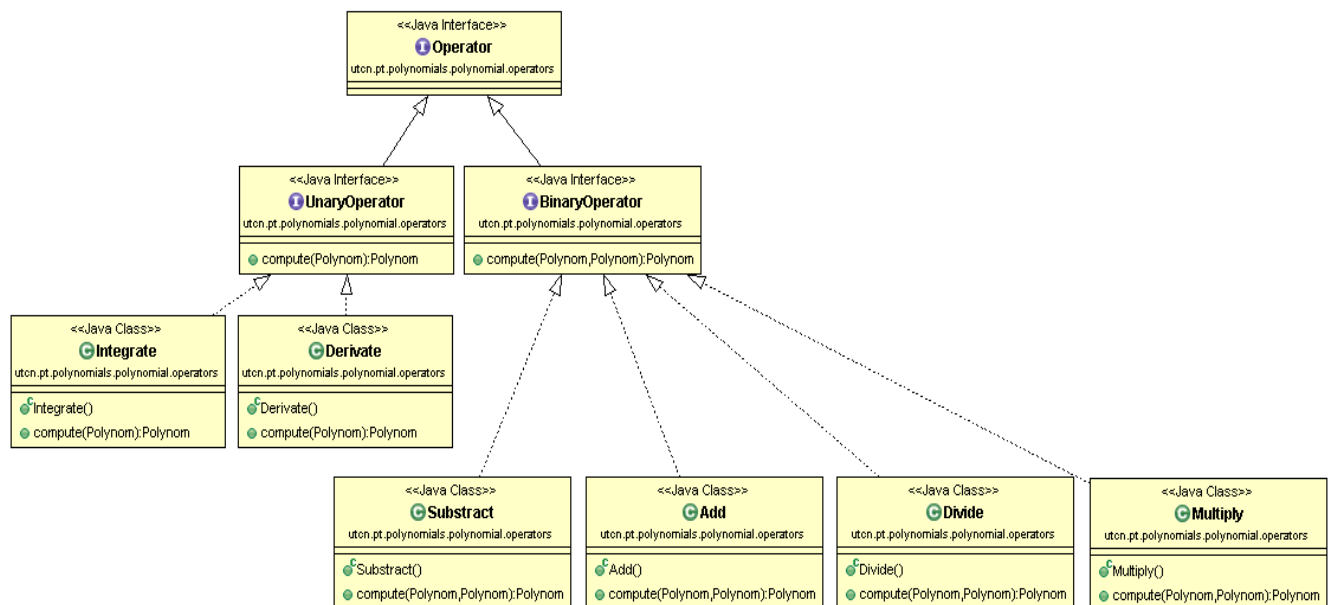 <<Java Interface>>
Operator
utcn.pt.polynomials.polynomial.operators
<<Java Interface>>
UnaryOperator
utcn.pt.polynomials.polynomial.operators
compute(Polynom):Polynom
<<Java Interface>>
BinaryOperator
utcn.pt.polynomials.polynomial.operators
compute(Polynom,Polynom):Polynom
<<Java Class>>
Integrate
utcn.pt.polynomials.polynomial.operators
Integrate()
compute(Polynom):Polynom
<<Java Class>>
Derivate
utcn.pt.polynomials.polynomial.operators
Derivate()
compute(Polynom):Polynom
<<Java Class>>
Substract
utcn.pt.polynomials.polynomial.operators
Substract()
compute(Polynom,Polynom):Polynom
<<Java Class>>
Add
utcn.pt.polynomials.polynomial.operators
Add()
compute(Polynom,Polynom):Polynom
<<Java Class>>
Divide
utcn.pt.polynomials.polynomial.operators
Divide()
compute(Polynom,Polynom):Polynom
<<Java Class>>
Multiply
utcn.pt.polynomials.polynomial.operators
Multiply()
compute(Polynom,Polynom):Polynom